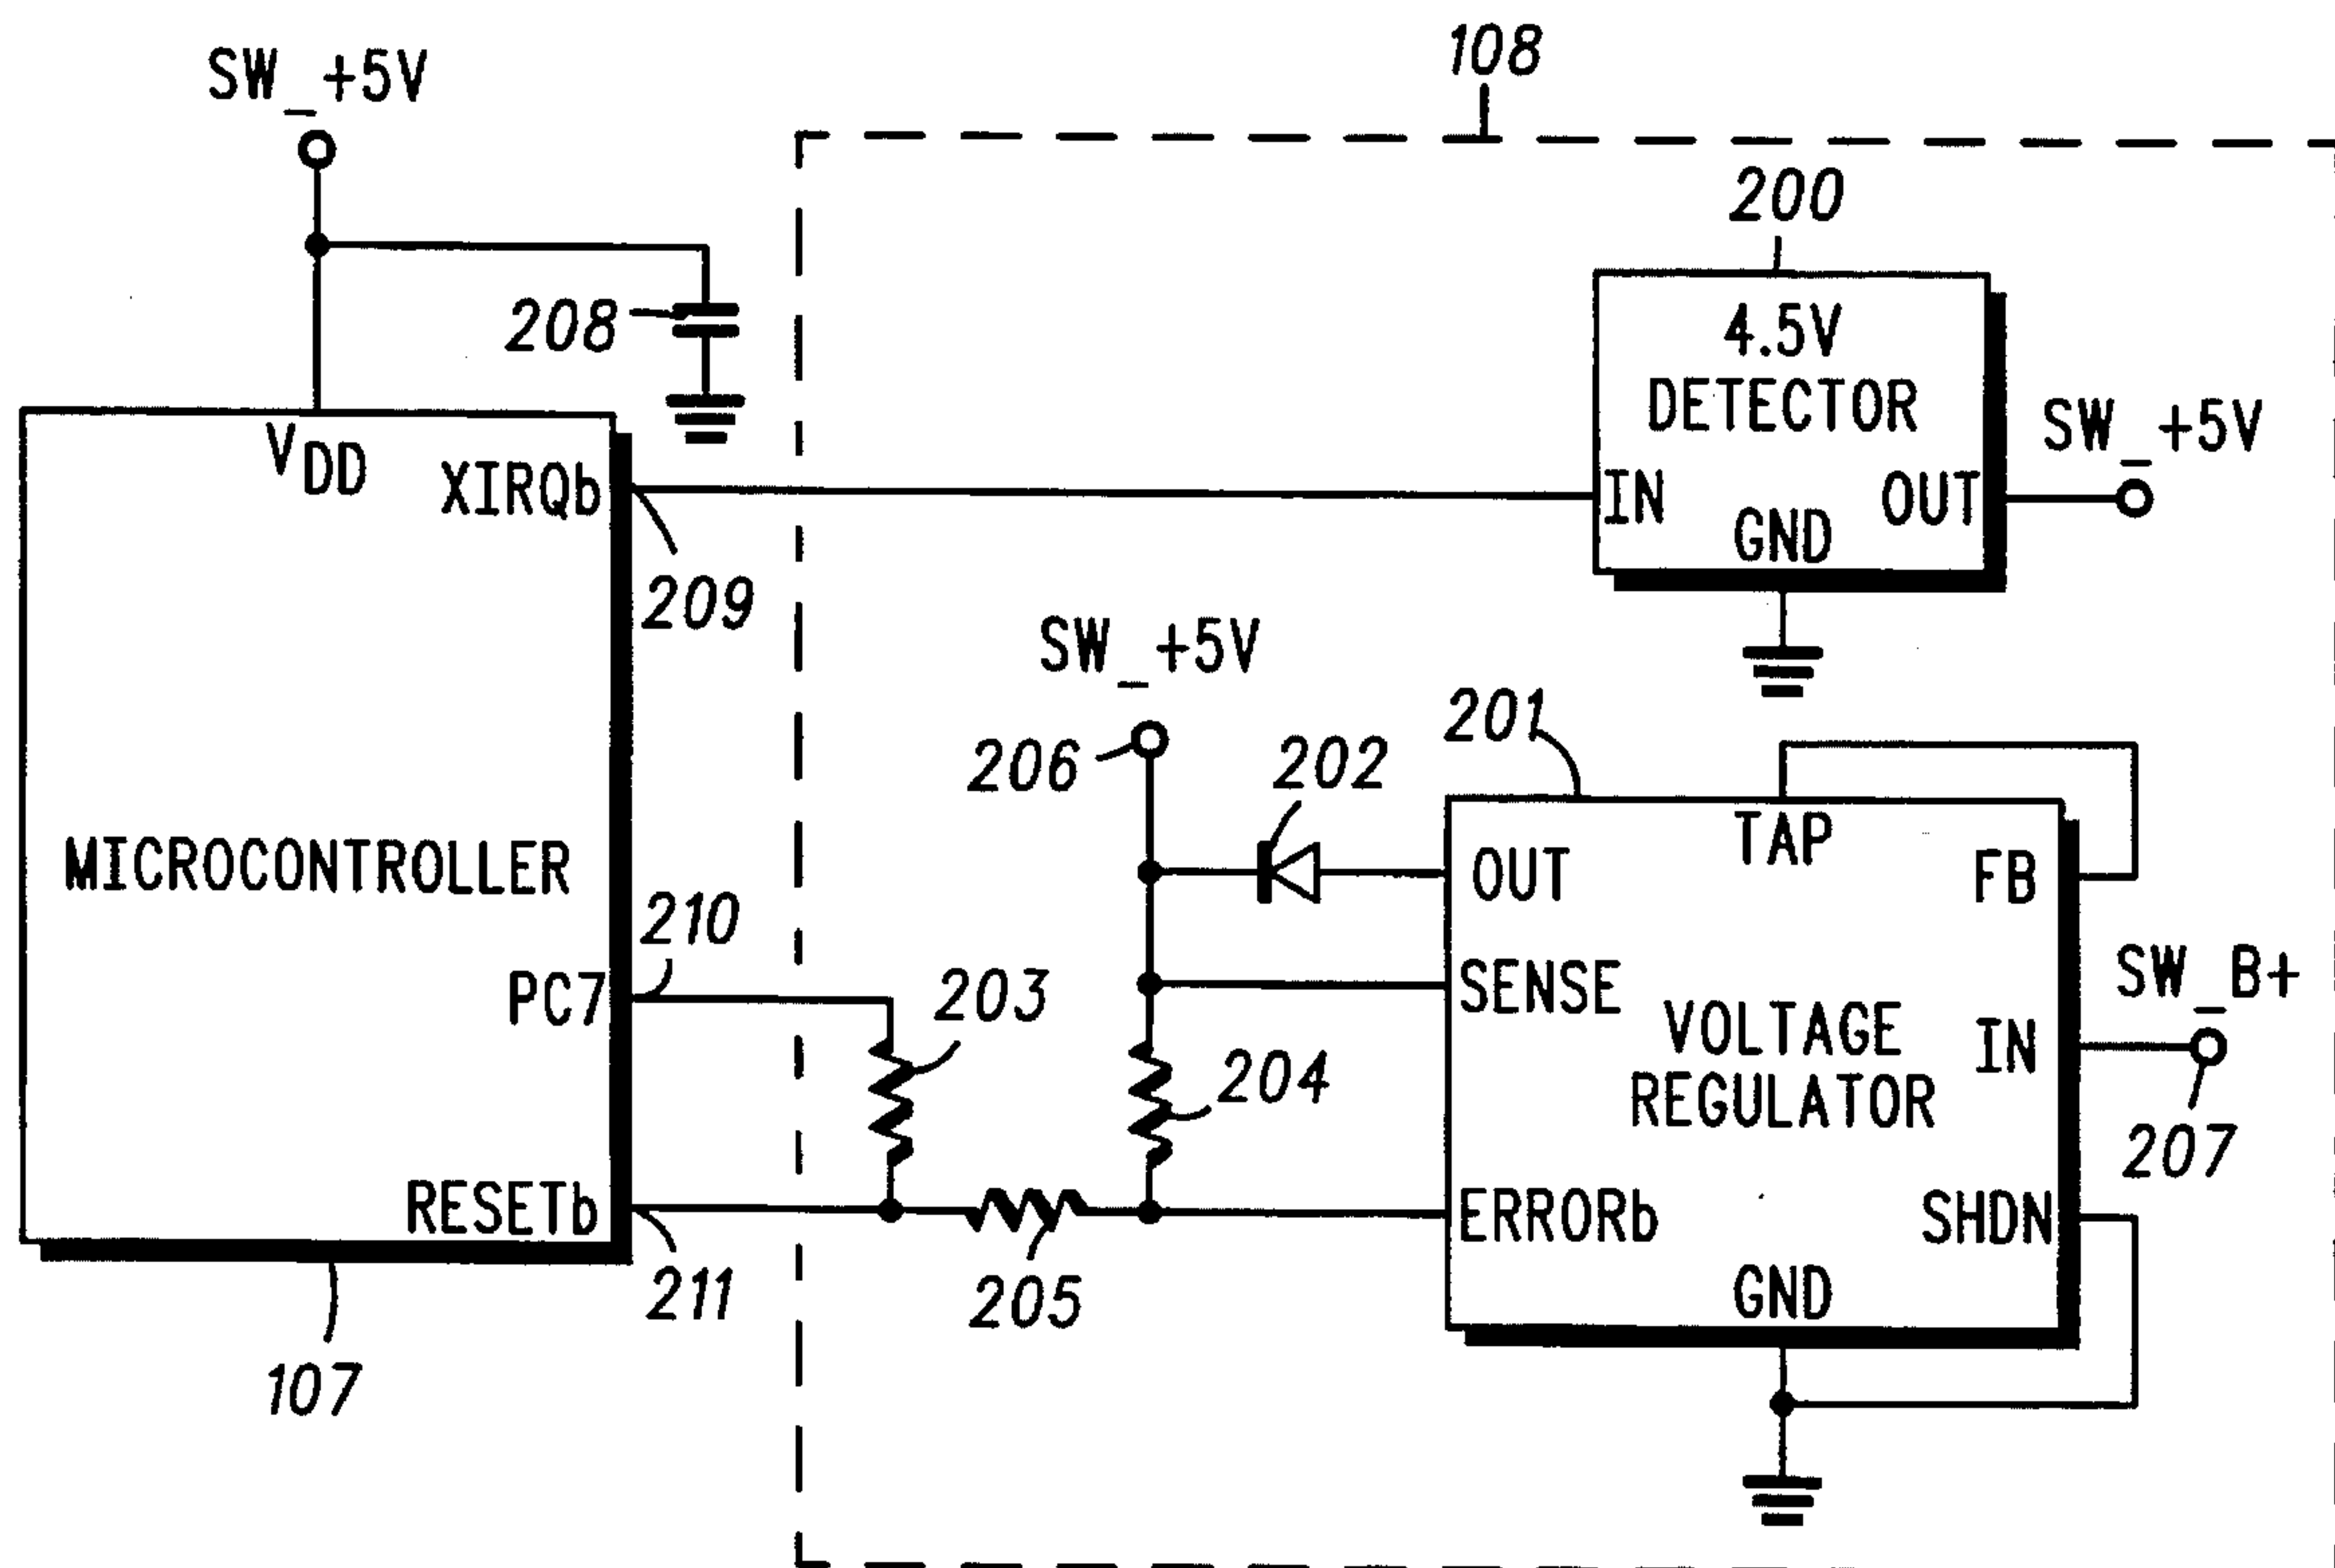 108
SW_+5V
200
4.5V
DETECTOR
208
SW_+5V
VDD
XIRQb
IN
OUT
GND
209
SW_+5V
201
206
202
TAP
MICROCONTROLLER
OUT
FB
210
SW_B+
PC7
203
SENSE
VOLTAGE
REGULATOR
IN
204
207
RESETb
ERRORb
SHDN
211
205
GND
107